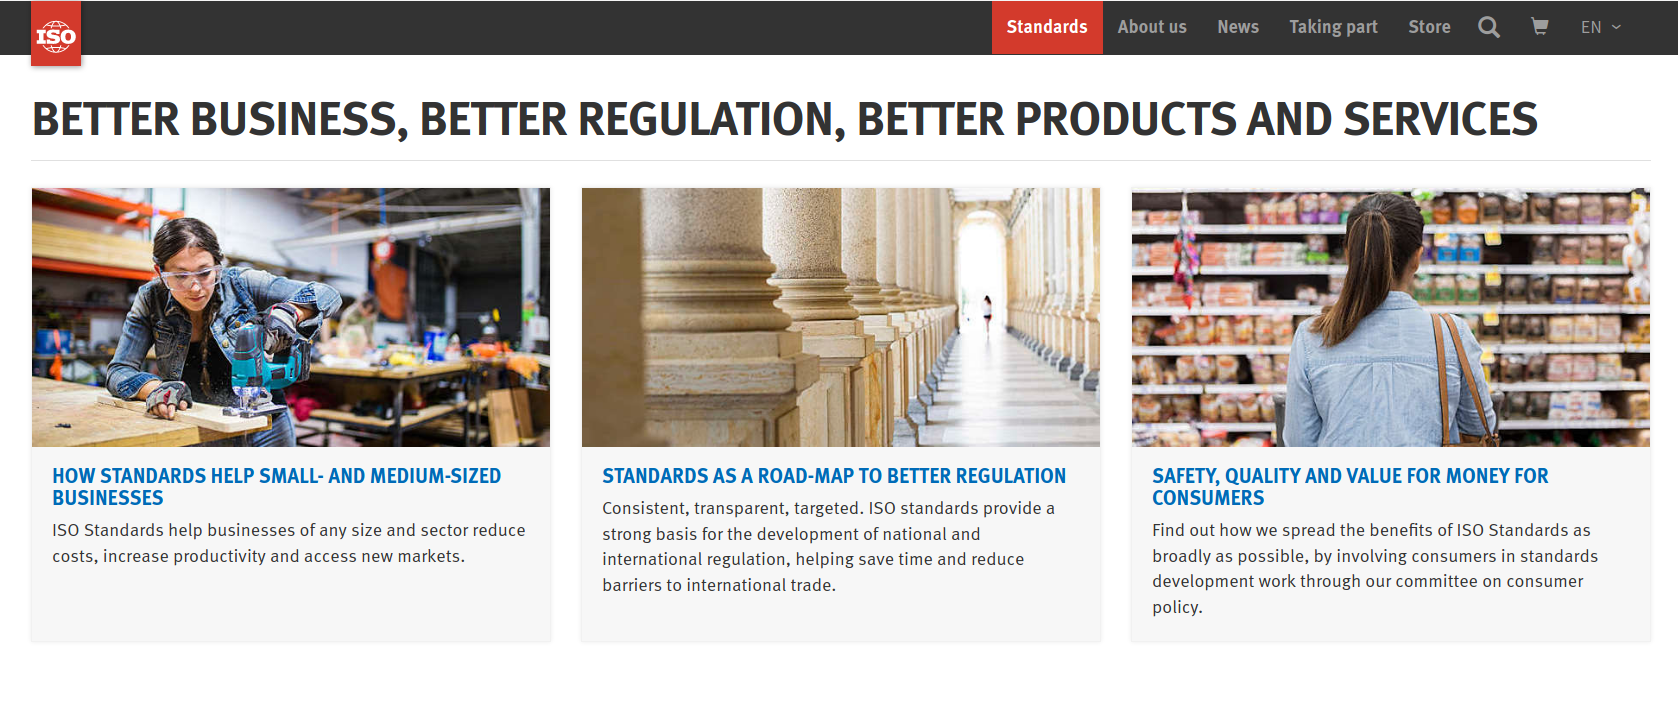 ISO
Standards
About us
News
Taking part
Store
EN
BETTER BUSINESS, BETTER REGULATION, BETTER PRODUCTS AND SERVICES
HOW STANDARDS HELP SMALL- AND MEDIUM-SIZED
BUSINESSES
ISO Standards help businesses of any size and sector reduce
costs, increase productivity and access new markets.
STANDARDS AS A ROAD-MAP TO BETTER REGULATION
Consistent, transparent, targeted. ISO standards provide a
strong basis for the development of national and
international regulation, helping save time and reduce
barriers to international trade.
SAFETY, QUALITY AND VALUE FOR MONEY FOR
CONSUMERS
Find out how we spread the benefits of ISO Standards as
broadly as possible, by involving consumers in standards
development work through our committee on consumer
policy.